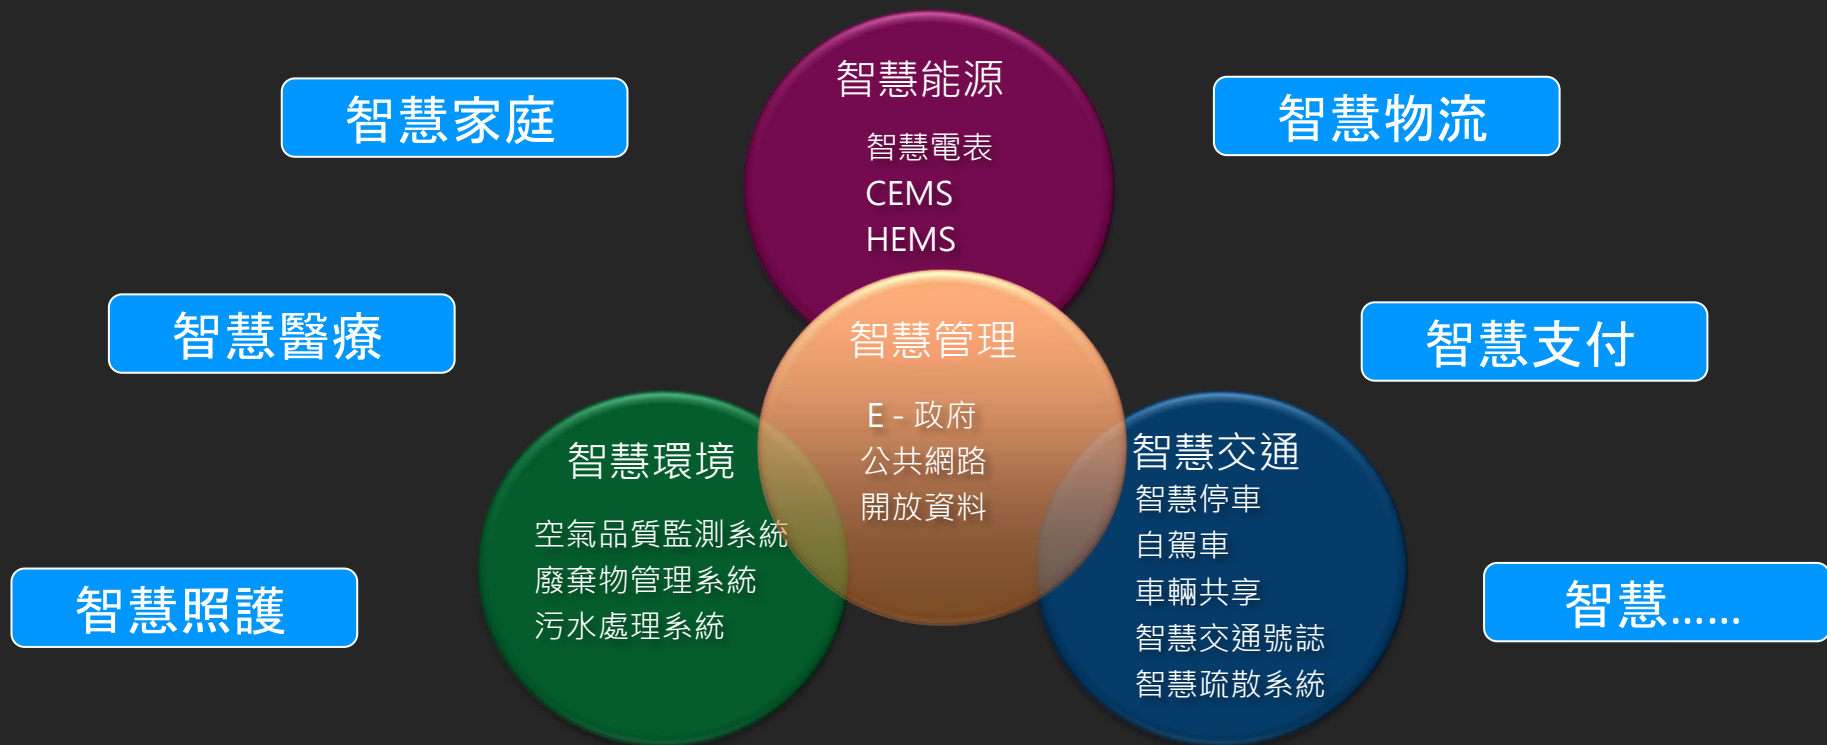 智慧能源
智慧電表
CEMS
HEMS
智慧家庭
智慧物流
智慧醫療
智慧支付
智慧管理
E - 政府
公共網路
開放資料
智慧環境
空氣品質監測系統
廢棄物管理系統
污水處理系統
智慧交通
智慧停車
自駕車
車輛共享
智慧交通號誌
智慧疏散系統
智慧照護
智慧......